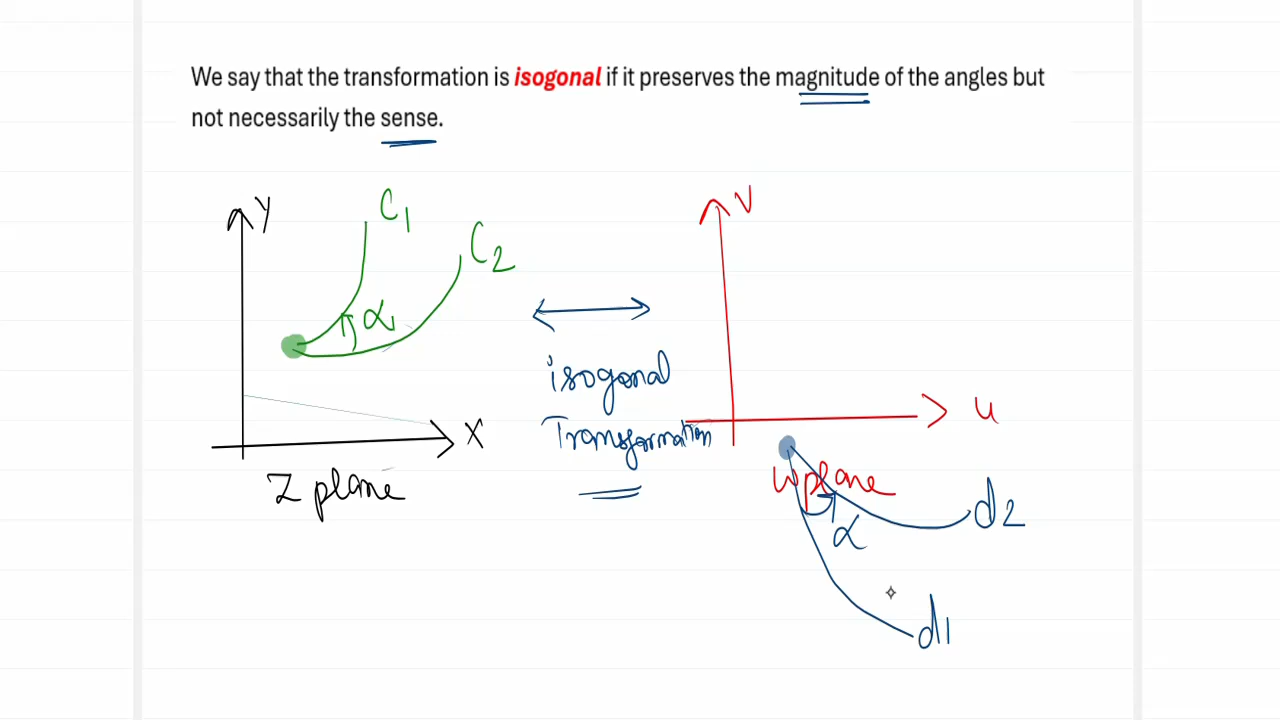 We say that the transformation is isogonal if it preserves the magnitude of the angles but
not necessarily the sense.
Y
C1
C2
α
X
Z plane
isogonal
Transformation
V
u
w plane
α
d2
d1